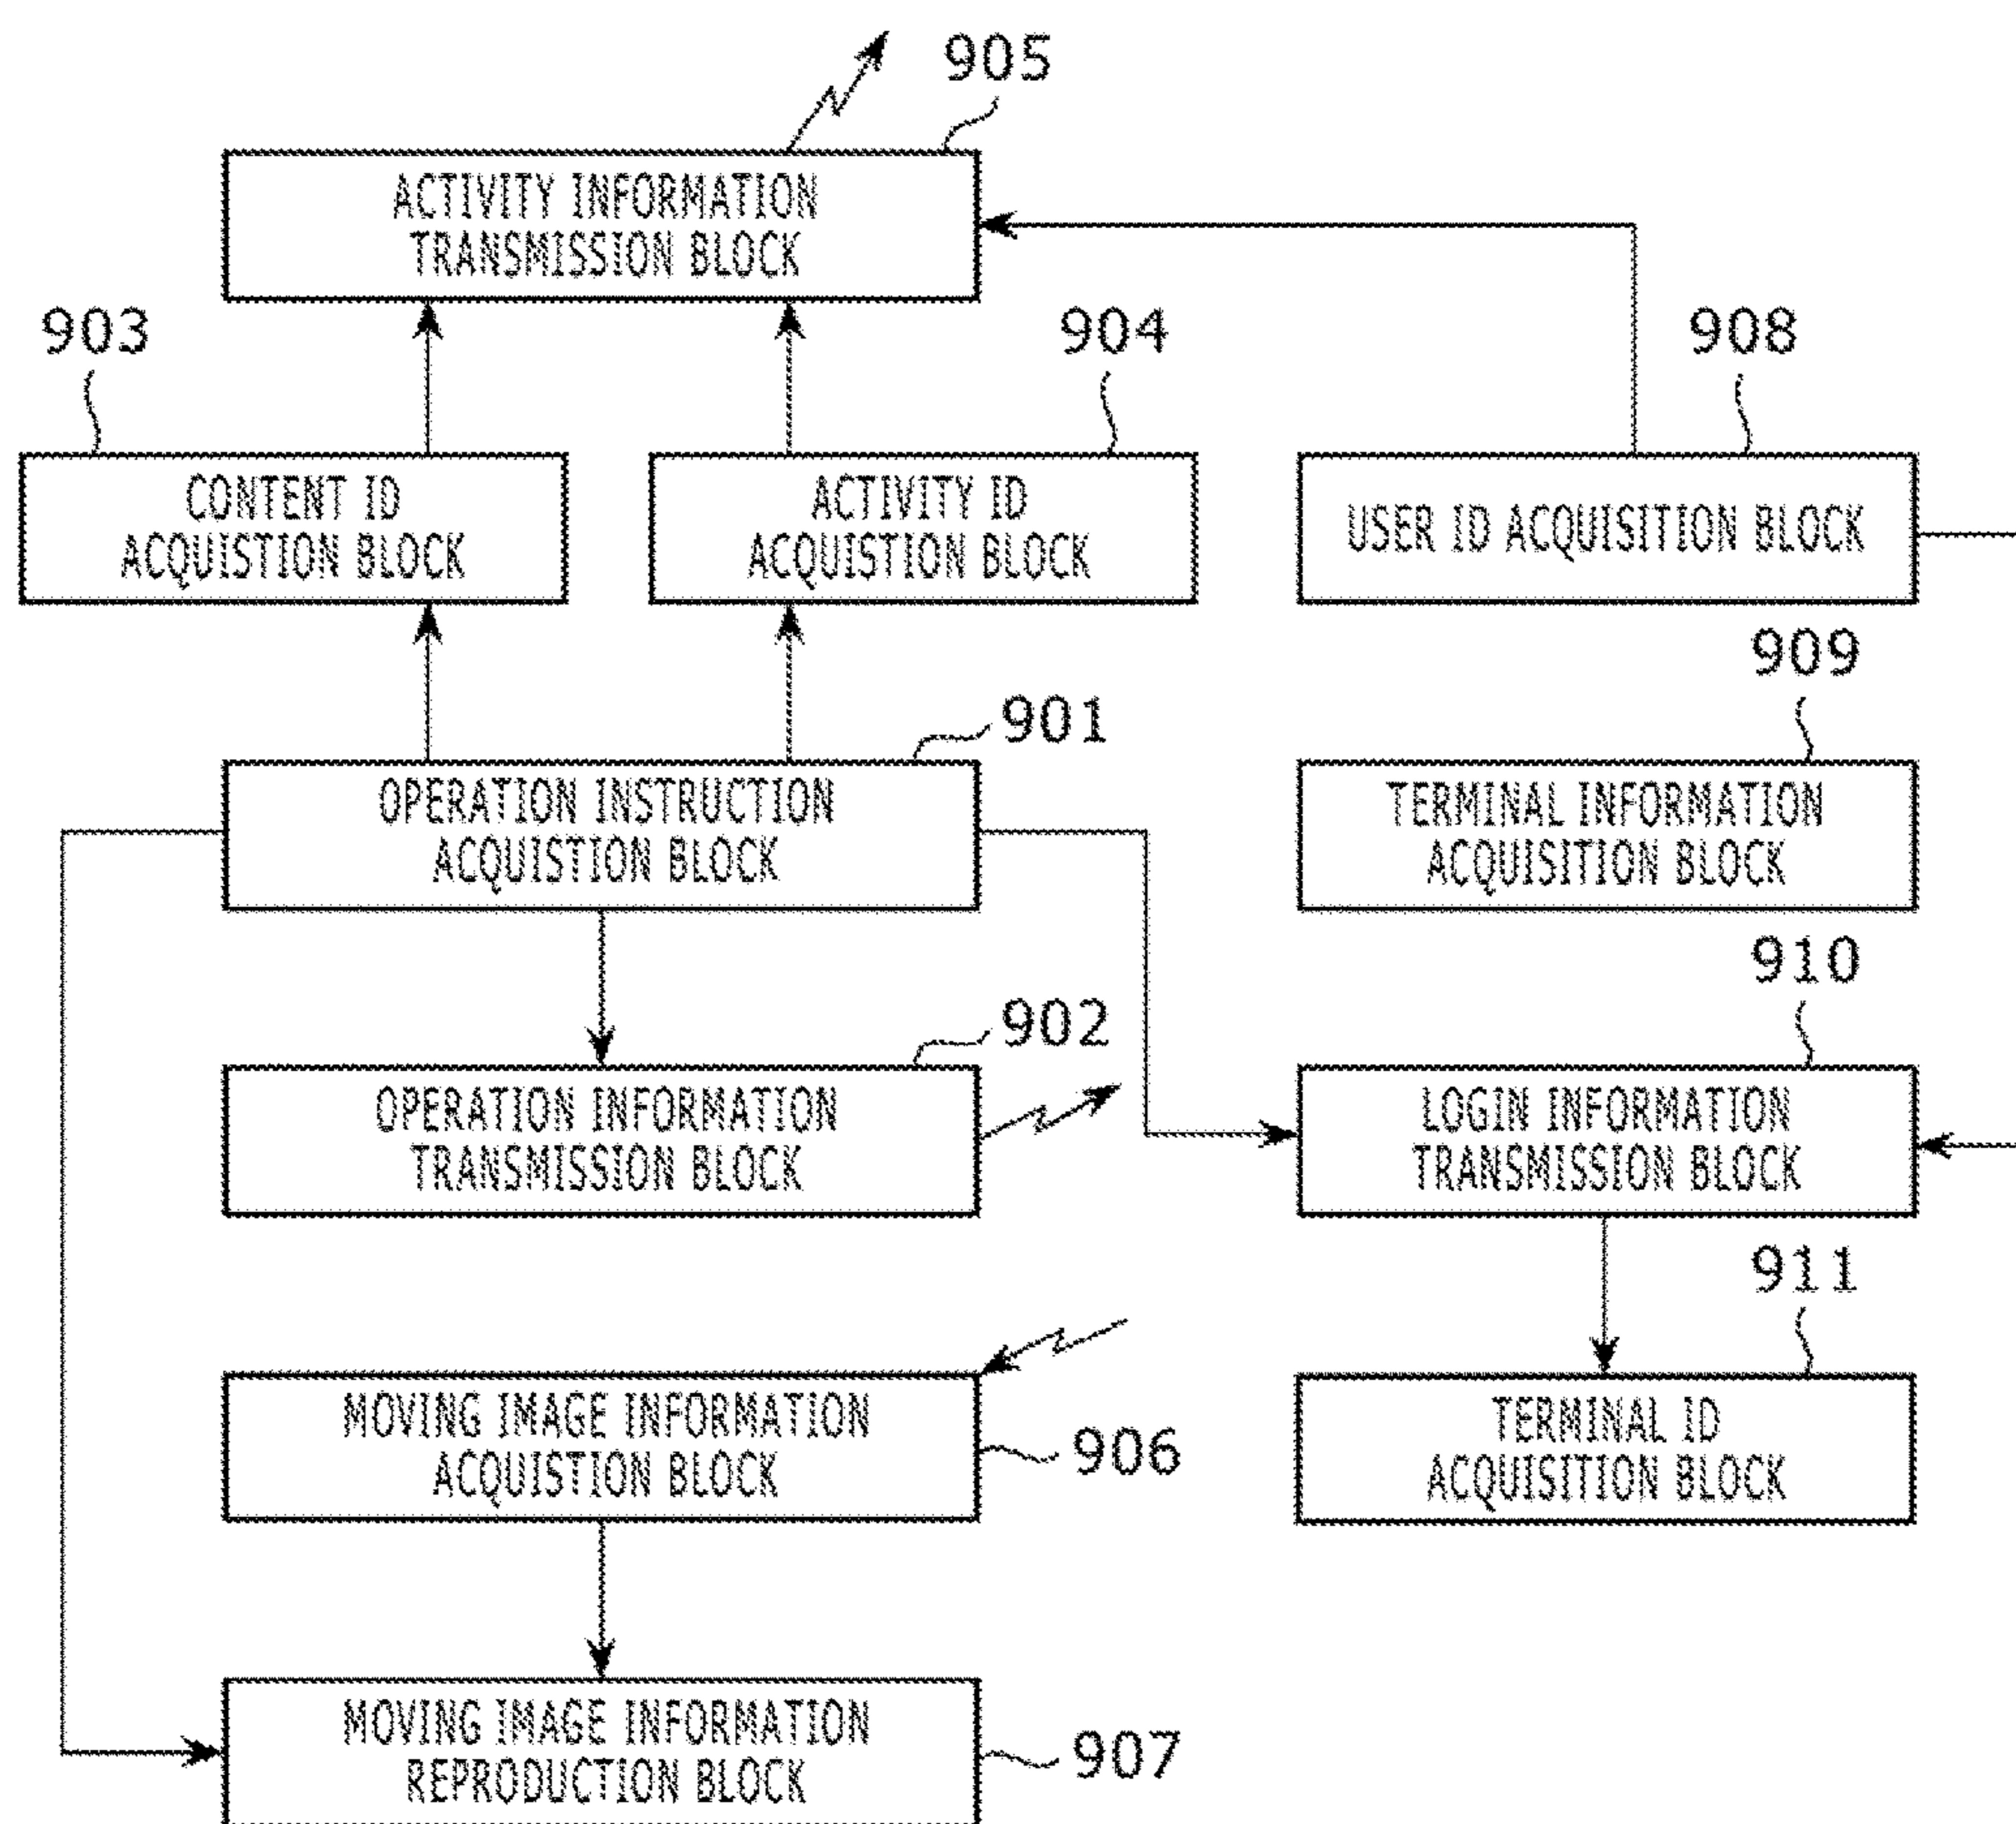 905
ACTIVITY INFORMATION
TRANSMISSION BLOCK
903
904
908
CONTENT ID
ACQUISTION BLOCK
ACTIVITY ID
ACQUISTION BLOCK
USER ID ACQUISITION BLOCK
909
901
OPERATION INSTRUCTION
ACQUISTION BLOCK
TERMINAL INFORMATION
ACQUISITION BLOCK
910
902
OPERATION INFORMATION
TRANSMISSION BLOCK
LOGIN INFORMATION
TRANSMISSION BLOCK
911
MOVING IMAGE INFORMATION
ACQUISTION BLOCK
906
TERMINAL ID
ACQUISITION BLOCK
MOVING IMAGE INFORMATION
REPRODUCTION BLOCK
907